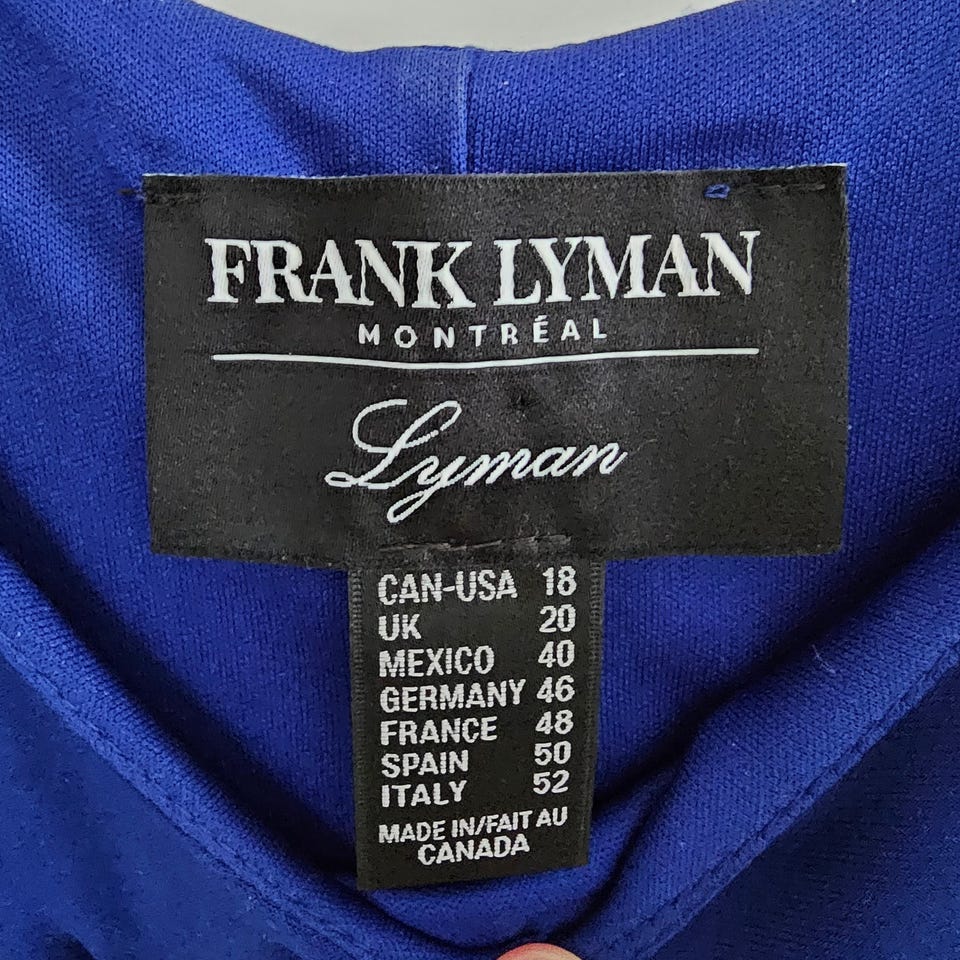 FRANK LYMAN
MONTRÉAL
Lyman
CAN-USA 18
UK 20
MEXICO 40
GERMANY 46
FRANCE 48
SPAIN 50
ITALY 52
MADE IN/FAIT AU
CANADA